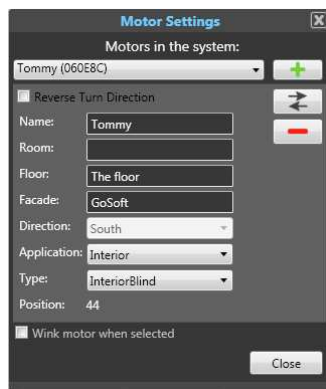 Motor Settings
Motors in the system:
Tommy (060E8C)
Reverse Turn Direction
Name: Tommy
Room:
Floor: The floor
Facade: GoSoft
Direction: South
Application: Interior
Type: InteriorBlind
Position: 44
Wink motor when selected
Close